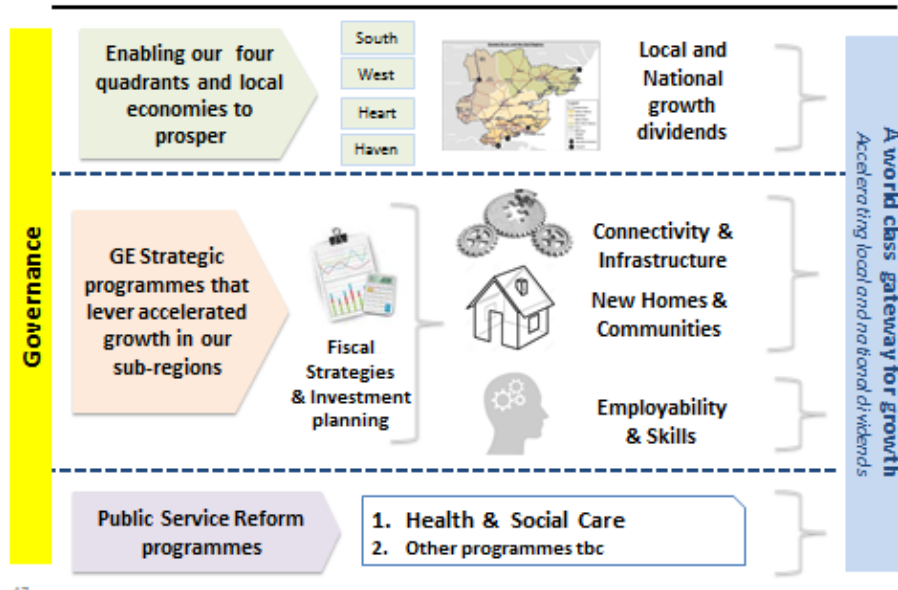 Governance
Enabling our four
quadrants and local
economies to
prosper
South
West
Heart
Haven
Local and
National
growth
dividends
GE Strategic
programmes that
lever accelerated
growth in our
sub-regions
Fiscal
Strategies
& Investment
planning
Connectivity &
Infrastructure
New Homes &
Communities
Employability
& Skills
Public Service Reform
programmes
1. Health & Social Care
2. Other programmes tbc
A world class gateway for growth
Accelerating local and national dividends